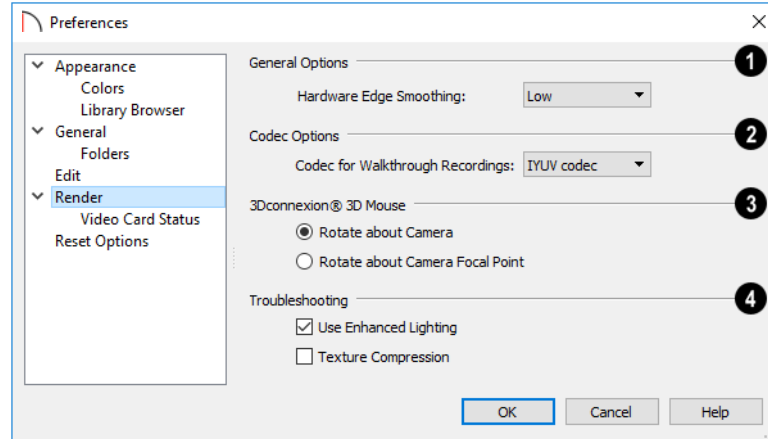 Preferences
Appearance
Colors
Library Browser
General
Folders
Edit
Render
Video Card Status
Reset Options
General Options 1
Hardware Edge Smoothing: Low
Codec Options 2
Codec for Walkthrough Recordings: IYUV codec
3Dconnexion® 3D Mouse 3
Rotate about Camera
Rotate about Camera Focal Point
Troubleshooting 4
Use Enhanced Lighting
Texture Compression
OK Cancel Help